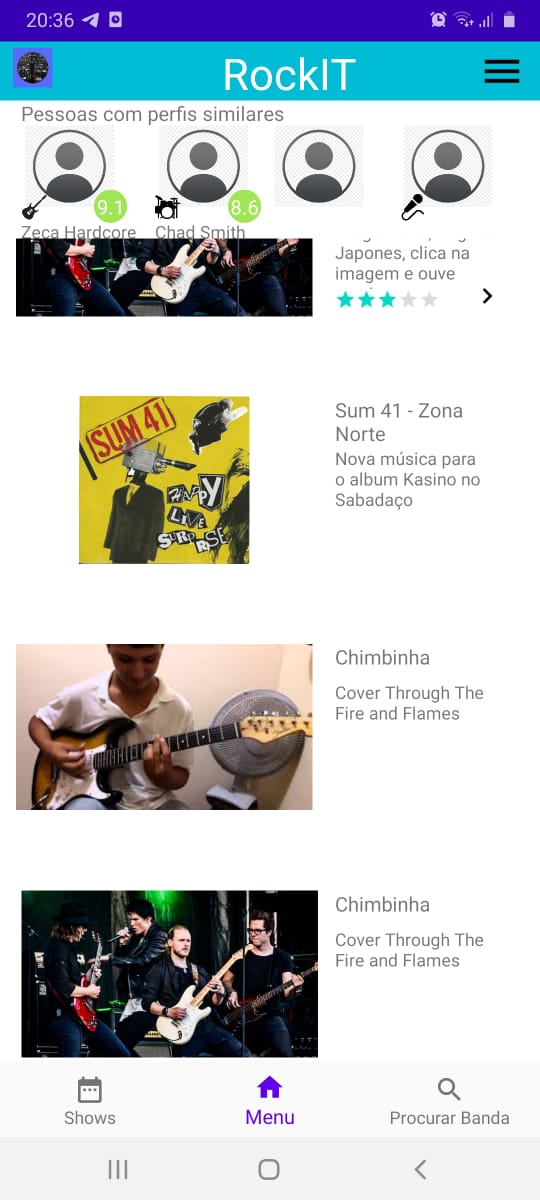 20:36
RockIT
Pessoas com perfis similares
9.1
8.6
Zeca Hardcore
Chad Smith
Japones, clica na
imagem e ouve
SUM 41
HAPPY
LIVE
SURPRISE
Sum 41 - Zona
Norte
Nova música para
o album Kasino no
Sabadaço
Chimbinha
Cover Through The
Fire and Flames
Chimbinha
Cover Through The
Fire and Flames
Shows
Menu
Procurar Banda